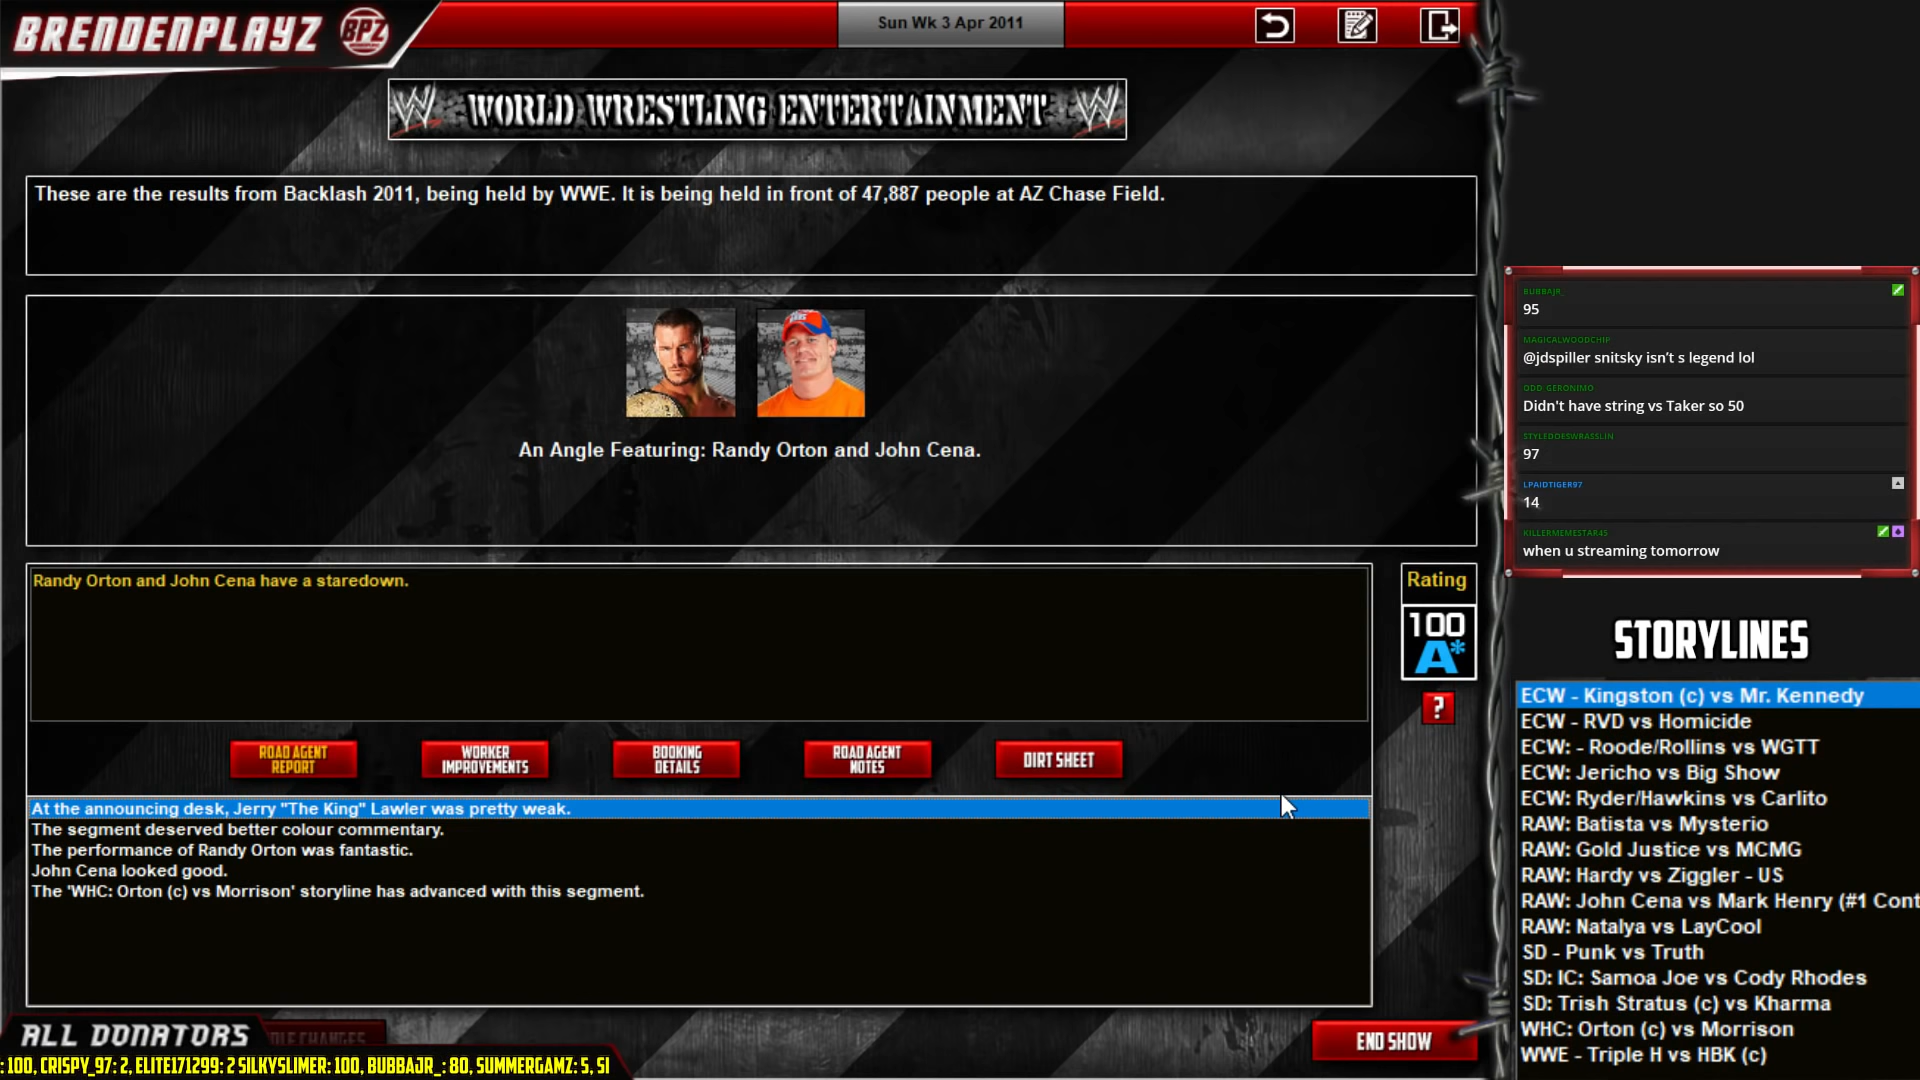 BRENDENPLAYZ
BPZ
Sun Wk 3 Apr 2011
WORLD WRESTLING ENTERTAINMENT
These are the results from Backlash 2011, being held by WWE. It is being held in front of 47,887 people at AZ Chase Field.
An Angle Featuring: Randy Orton and John Cena.
Randy Orton and John Cena have a staredown.
Rating
100
A*
?
ROAD AGENT REPORT
WORKER IMPROVEMENTS
BOOKING DETAILS
ROAD AGENT NOTES
DIRT SHEET
At the announcing desk, Jerry "The King" Lawler was pretty weak.
The segment deserved better colour commentary.
The performance of Randy Orton was fantastic.
John Cena looked good.
The 'WHC: Orton (c) vs Morrison' storyline has advanced with this segment.
ALL DONATORS
CHANGES
END SHOW
: 100, CRISPY_97: 2, ELITE171299: 2 SILKYSLIMER: 100, BUBBAJR_: 80, SUMMERGAMZ: 5, SI
BUBBAJR_
95
MAGICALWOODCHIP
@jdspiller snitsky isn't s legend lol
ODD_GERONIMO
Didn't have string vs Taker so 50
STYLEDOESWRASSLIN
97
LPAIDTIGER97
14
KILLERMEMESTAR45
when u streaming tomorrow
STORYLINES
ECW - Kingston (c) vs Mr. Kennedy
ECW - RVD vs Homicide
ECW: - Roode/Rollins vs WGTT
ECW: Jericho vs Big Show
ECW: Ryder/Hawkins vs Carlito
RAW: Batista vs Mysterio
RAW: Gold Justice vs MCMG
RAW: Hardy vs Ziggler - US
RAW: John Cena vs Mark Henry (#1 Cont
RAW: Natalya vs LayCool
SD - Punk vs Truth
SD: IC: Samoa Joe vs Cody Rhodes
SD: Trish Stratus (c) vs Kharma
WHC: Orton (c) vs Morrison
WWE - Triple H vs HBK (c)